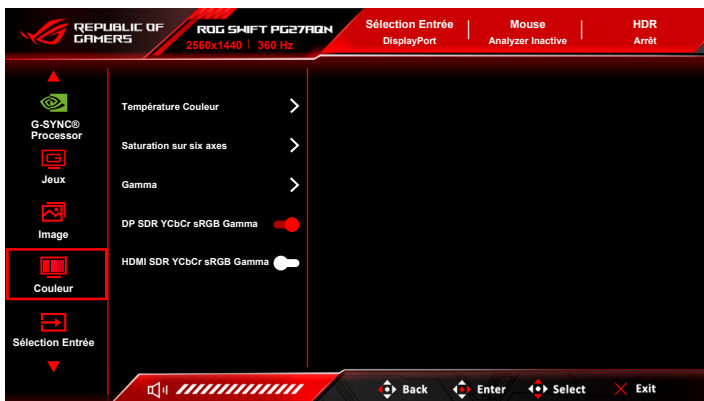 REPUBLIC OF
GAMERS
ROG SWIFT PG27AQN
2560x1440 360 Hz
Sélection Entrée
DisplayPort
Mouse
Analyzer Inactive
HDR
Arrêt
G-SYNC®
Processor
Jeux
Image
Couleur
Sélection Entrée
Température Couleur
Saturation sur six axes
Gamma
DP SDR YCbCr sRGB Gamma
HDMI SDR YCbCr sRGB Gamma
Back
Enter
Select
Exit